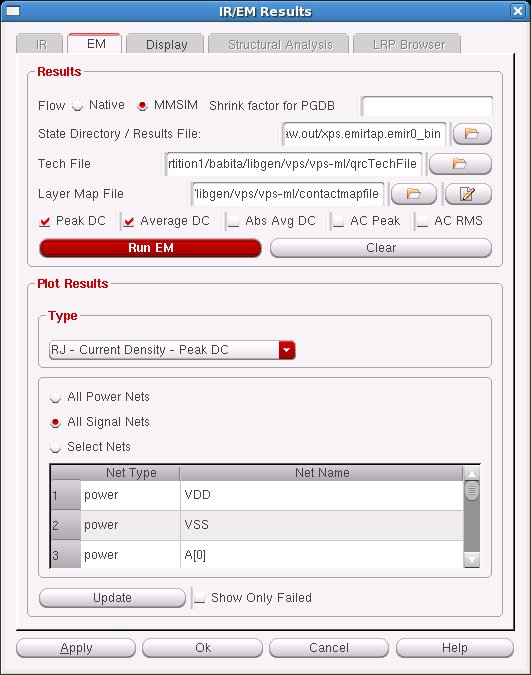 IR/EM Results
IR EM Display Structural Analysis LRP Browser
Results
Flow Native MMSIM Shrink factor for PGDB
State Directory / Results File: aw.out/xps.emirtap.emir0_bin
Tech File rtition1/babita/libgen/vps/vps-ml/qrcTechFile
Layer Map File 'libgen/vps/vps-ml/contactmapfile
Peak DC Average DC Abs Avg DC AC Peak AC RMS
Run EM Clear
Plot Results
Type
RJ - Current Density - Peak DC
All Power Nets
All Signal Nets
Select Nets
Net Type Net Name
1 power VDD
2 power VSS
3 power A[0]
Update Show Only Failed
Apply Ok Cancel Help